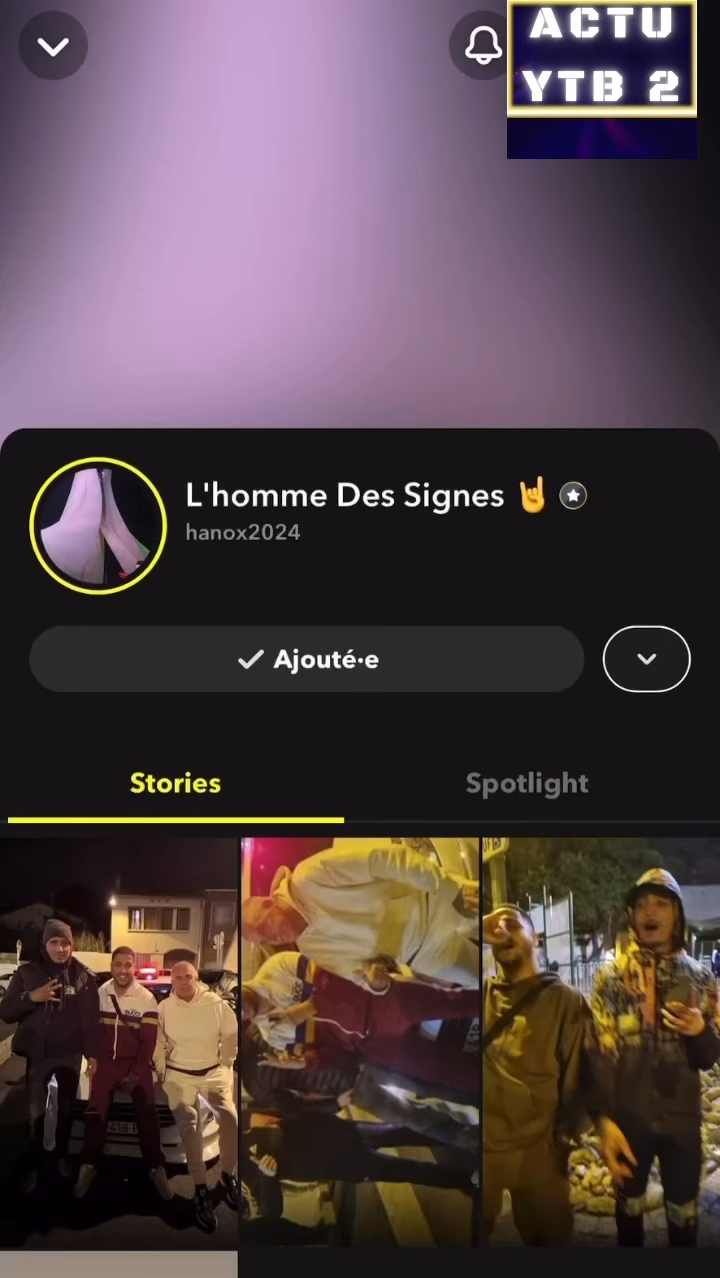 ACTU
YTB 2
L'homme Des Signes 🤘
hanox2024
Ajouté·e
Stories
Spotlight